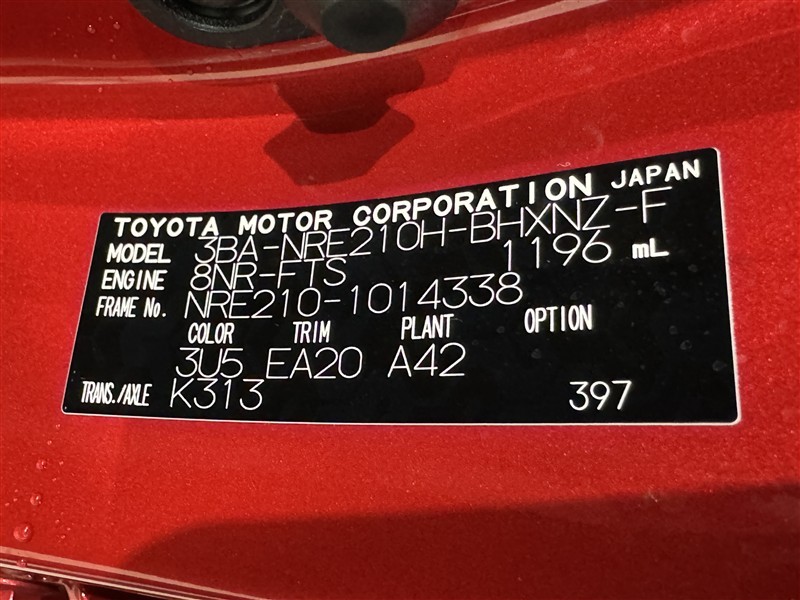 TOYOTA MOTOR CORPORATION JAPAN
MODEL 3BA-NRE210H-BHXNZ-F
ENGINE 8NR-FTS 1196 mL
FRAME No. NRE210-1014338
COLOR TRIM PLANT OPTION
3U5 EA20 A42
TRANS./AXLE K313 397